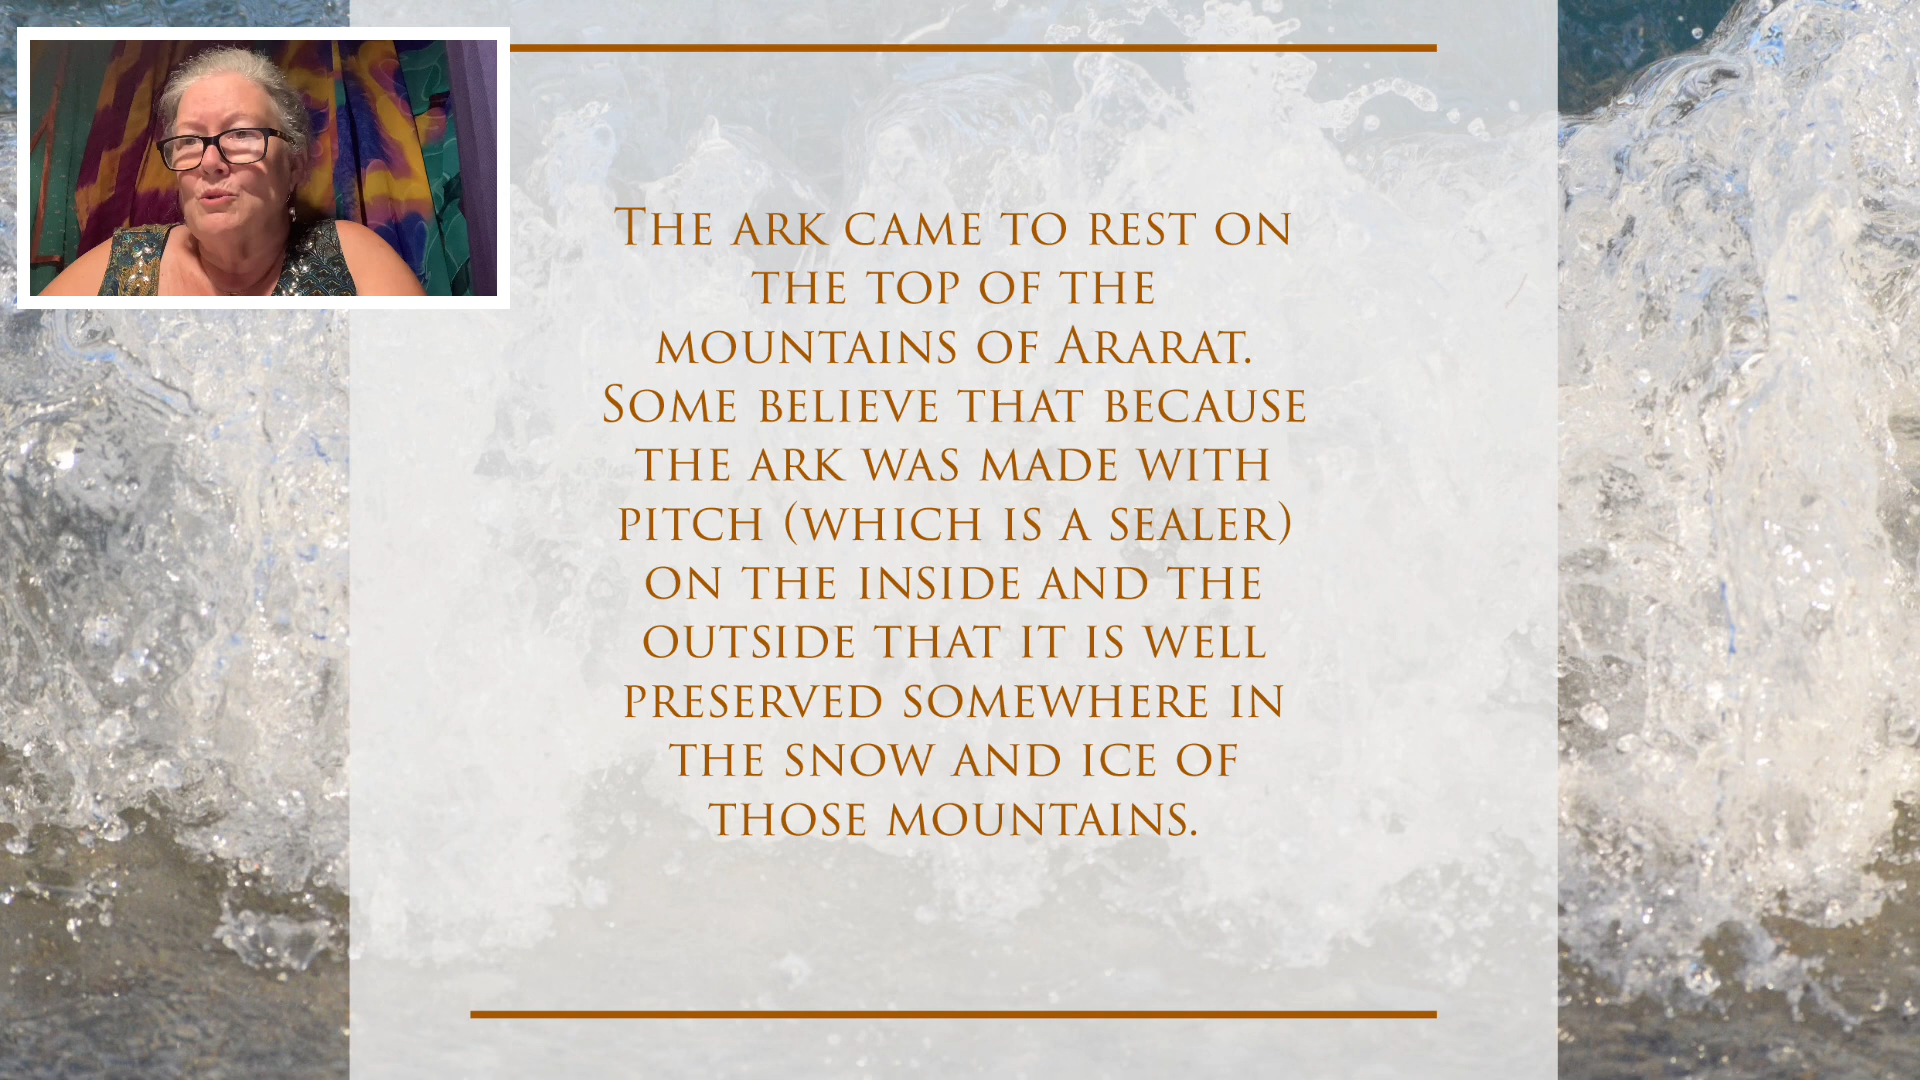 The ark came to rest on
the top of the
mountains of Ararat.
Some believe that because
the ark was made with
pitch (which is a sealer)
on the inside and the
outside that it is well
preserved somewhere in
the snow and ice of
those mountains.